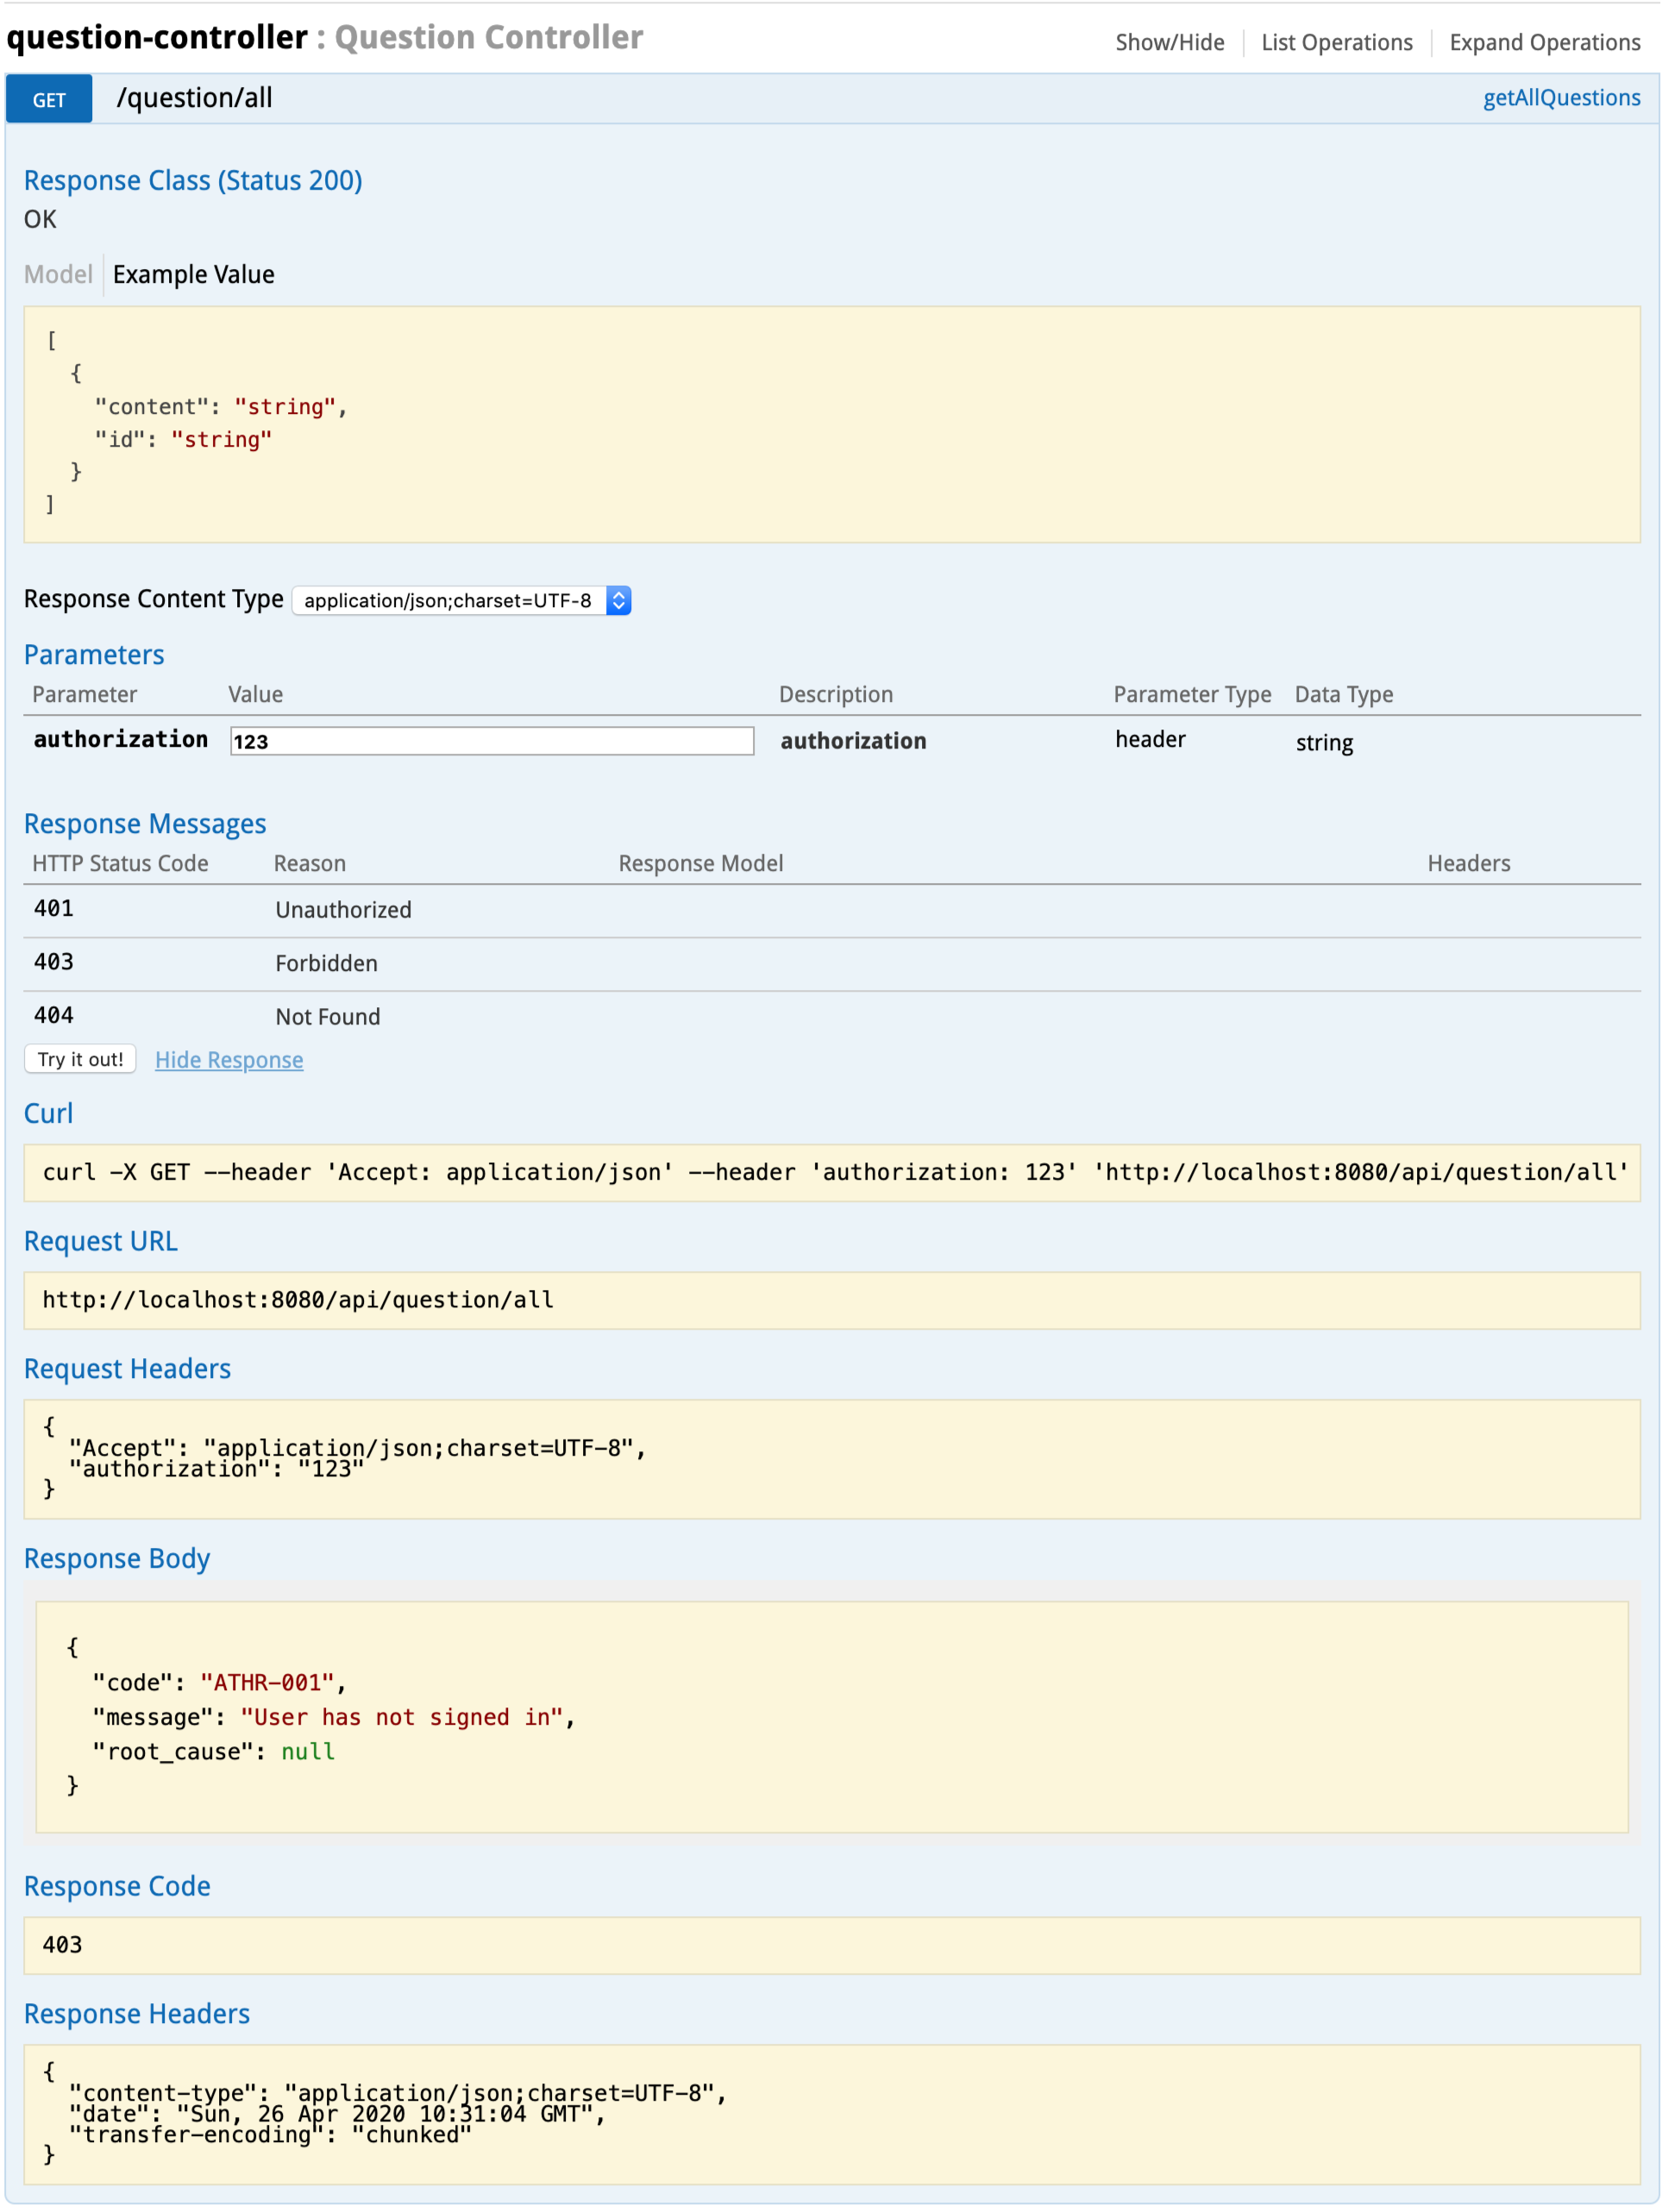 question-controller : Question Controller
Show/Hide List Operations Expand Operations
GET /question/all getAllQuestions
Response Class (Status 200)
OK
Model Example Value
[
  {
    "content": "string",
    "id": "string"
  }
]
Response Content Type application/json;charset=UTF-8
Parameters
Parameter Value Description Parameter Type Data Type
authorization 123 authorization header string
Response Messages
HTTP Status Code Reason Response Model Headers
401 Unauthorized
403 Forbidden
404 Not Found
Try it out! Hide Response
Curl
curl -X GET --header 'Accept: application/json' --header 'authorization: 123' 'http://localhost:8080/api/question/all'
Request URL
http://localhost:8080/api/question/all
Request Headers
{
  "Accept": "application/json;charset=UTF-8",
  "authorization": "123"
}
Response Body
{
  "code": "ATHR-001",
  "message": "User has not signed in",
  "root_cause": null
}
Response Code
403
Response Headers
{
  "content-type": "application/json;charset=UTF-8",
  "date": "Sun, 26 Apr 2020 10:31:04 GMT",
  "transfer-encoding": "chunked"
}